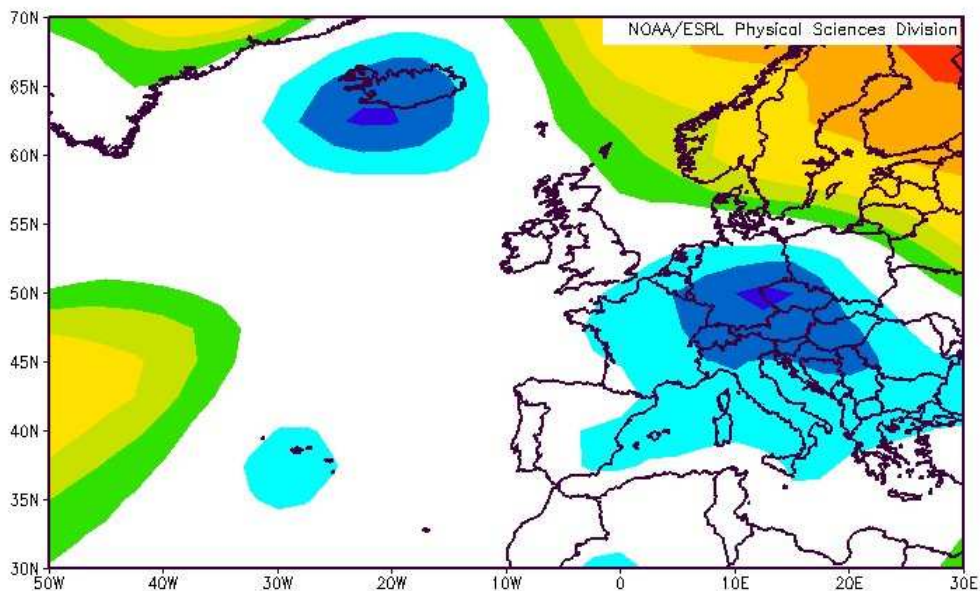 70N
NOAA/ESRL Physical Sciences Division
65N
60N
55N
50N
45N
40N
35N
30N
50W 40W 30W 20W 10W 0 10E 20E 30E